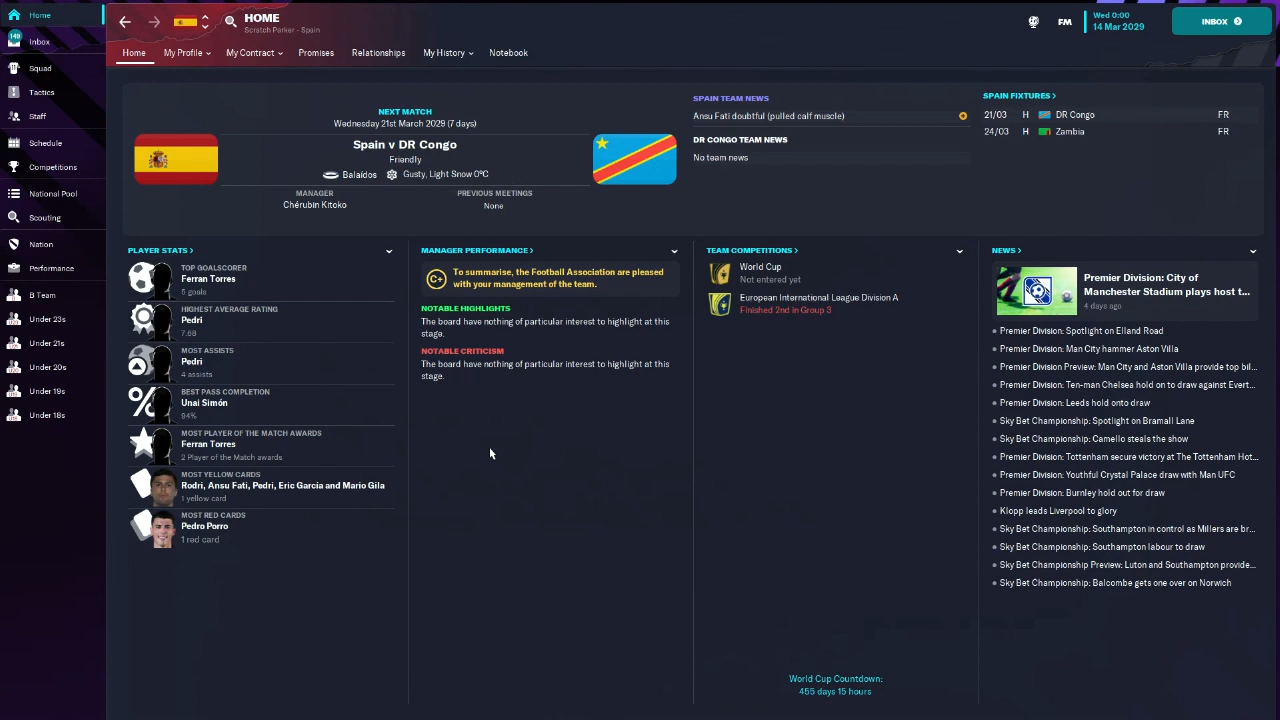 Home
149
Inbox
Squad
Tactics
Staff
Schedule
Competitions
National Pool
Scouting
Nation
Performance
B Team
Under 23s
Under 21s
Under 20s
Under 19s
Under 18s
HOME
Scratch Parker - Spain
FM
Wed 0:00
14 Mar 2029
INBOX
Home My Profile My Contract Promises Relationships My History Notebook
NEXT MATCH
Wednesday 21st March 2029 (7 days)
Spain v DR Congo
Friendly
Balaídos Gusty, Light Snow 0°C
MANAGER
Chérubin Kitoko
PREVIOUS MEETINGS
None
SPAIN TEAM NEWS
Ansu Fati doubtful (pulled calf muscle)
DR CONGO TEAM NEWS
No team news
SPAIN FIXTURES >
21/03 H DR Congo FR
24/03 H Zambia FR
PLAYER STATS >
TOP GOALSCORER
Ferran Torres
5 goals
HIGHEST AVERAGE RATING
Pedri
7.68
MOST ASSISTS
Pedri
4 assists
BEST PASS COMPLETION
Unai Simón
94%
MOST PLAYER OF THE MATCH AWARDS
Ferran Torres
2 Player of the Match awards
MOST YELLOW CARDS
Rodri, Ansu Fati, Pedri, Eric García and Mario Gila
1 yellow card
MOST RED CARDS
Pedro Porro
1 red card
MANAGER PERFORMANCE >
C+
To summarise, the Football Association are pleased
with your management of the team.
NOTABLE HIGHLIGHTS
The board have nothing of particular interest to highlight at this
stage.
NOTABLE CRITICISM
The board have nothing of particular interest to highlight at this
stage.
TEAM COMPETITIONS >
World Cup
Not entered yet
European International League Division A
Finished 2nd in Group 3
World Cup Countdown:
455 days 15 hours
NEWS >
Premier Division: City of
Manchester Stadium plays host t...
4 days ago
Premier Division: Spotlight on Elland Road
Premier Division: Man City hammer Aston Villa
Premier Division Preview: Man City and Aston Villa provide top bil...
Premier Division: Ten-man Chelsea hold on to draw against Evert...
Premier Division: Leeds hold onto draw
Sky Bet Championship: Spotlight on Bramall Lane
Sky Bet Championship: Camello steals the show
Premier Division: Tottenham secure victory at The Tottenham Hot...
Premier Division: Youthful Crystal Palace draw with Man UFC
Premier Division: Burnley hold out for draw
Klopp leads Liverpool to glory
Sky Bet Championship: Southampton in control as Millers are br...
Sky Bet Championship: Southampton labour to draw
Sky Bet Championship Preview: Luton and Southampton provide...
Sky Bet Championship: Balcombe gets one over on Norwich